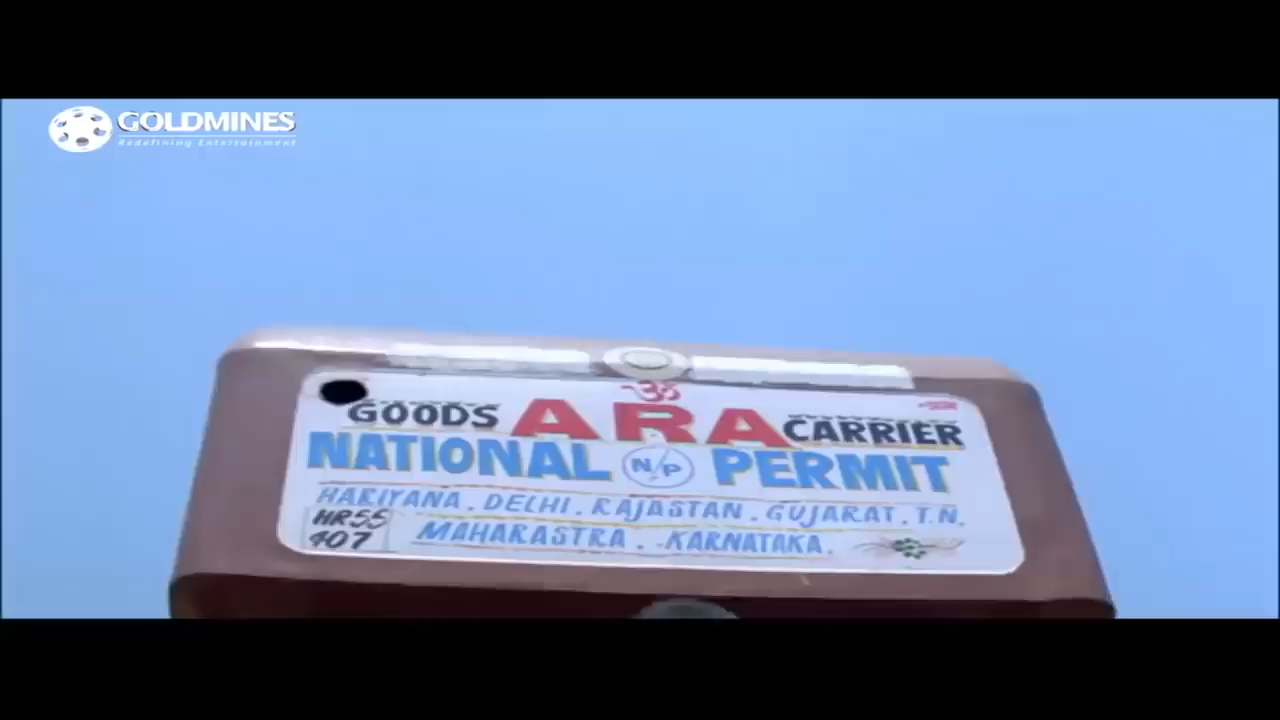 GOLDMINES
Redefining Entertainment
ॐ
GOODS ARA CARRIER
NATIONAL N/P PERMIT
HARIYANA. DELHI. RAJASTAN. GUJARAT. T.N.
HR55
407
MAHARASTRA. KARNATAKA.